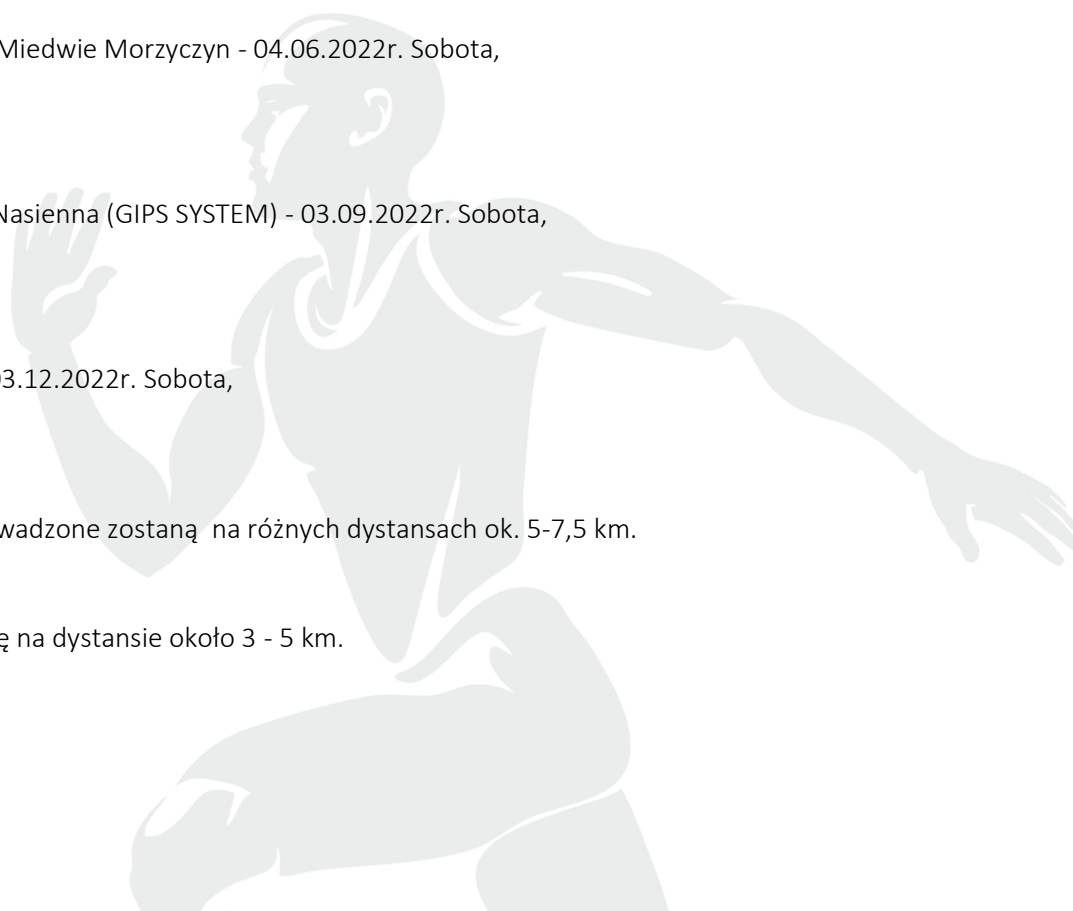 Miedwie Morzyczyn - 04.06.2022r. Sobota,
Nasienna (GIPS SYSTEM) - 03.09.2022r. Sobota,
03.12.2022r. Sobota,
wadzone zostaną  na różnych dystansach ok. 5-7,5 km.
ę na dystansie około 3 - 5 km.